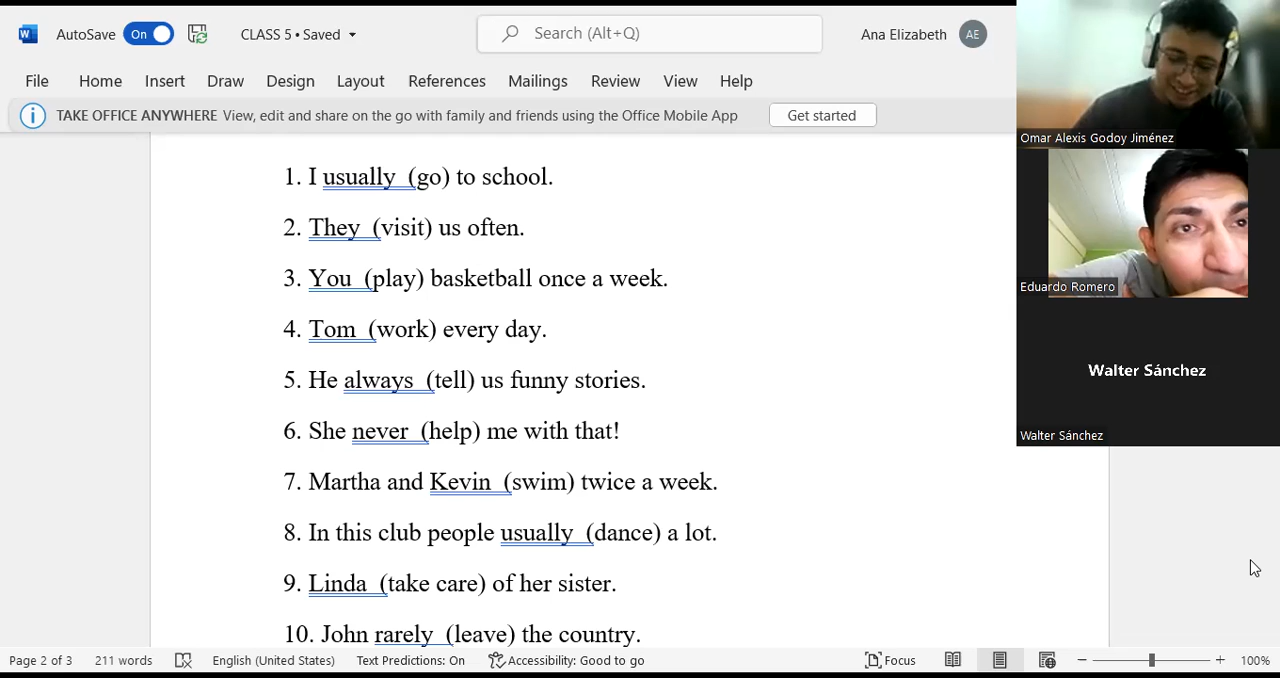 AutoSave On CLASS 5 • Saved Search (Alt+Q) Ana Elizabeth AE
File Home Insert Draw Design Layout References Mailings Review View Help
TAKE OFFICE ANYWHERE View, edit and share on the go with family and friends using the Office Mobile App Get started
1. I usually (go) to school.
2. They (visit) us often.
3. You (play) basketball once a week.
4. Tom (work) every day.
5. He always (tell) us funny stories.
6. She never (help) me with that!
7. Martha and Kevin (swim) twice a week.
8. In this club people usually (dance) a lot.
9. Linda (take care) of her sister.
10. John rarely (leave) the country.
Page 2 of 3 211 words English (United States) Text Predictions: On Accessibility: Good to go Focus 100%
Omar Alexis Godoy Jiménez
Eduardo Romero
Walter Sánchez
Walter Sánchez